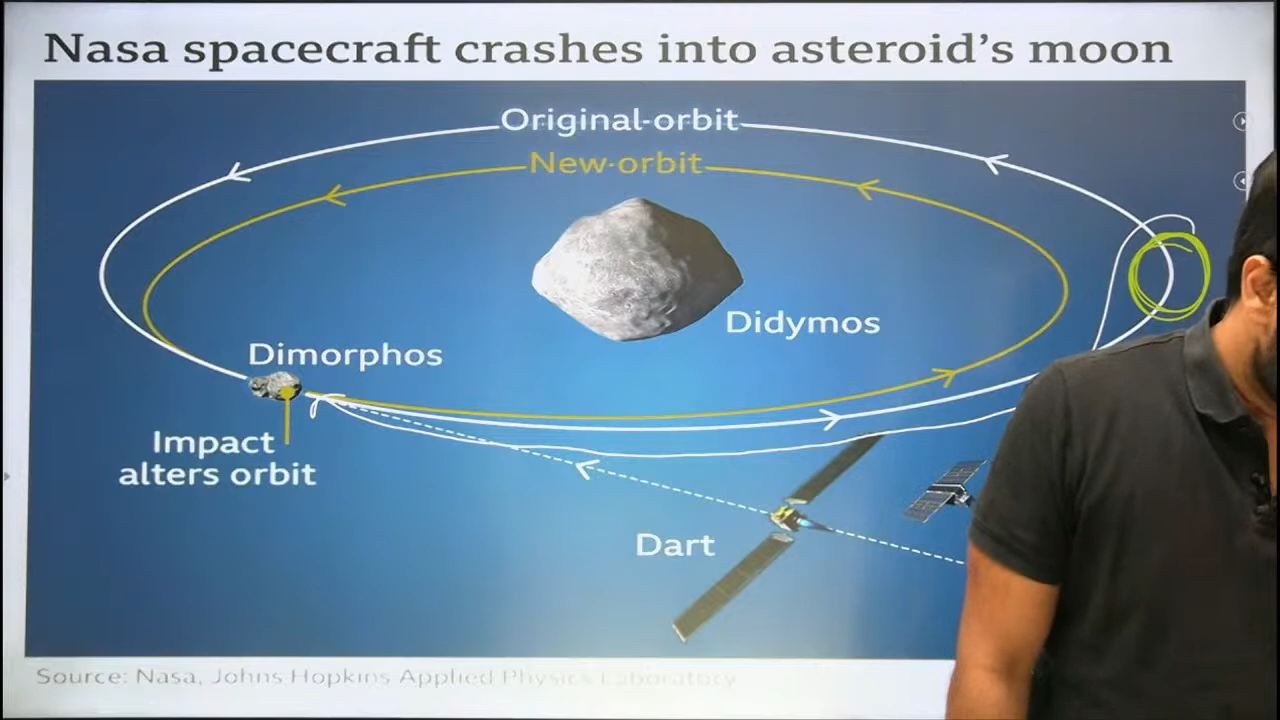 Nasa spacecraft crashes into asteroid's moon
Original orbit
New orbit
Didymos
Dimorphos
Impact
alters orbit
Dart
Source: Nasa, Johns Hopkins Applied Physics Laboratory